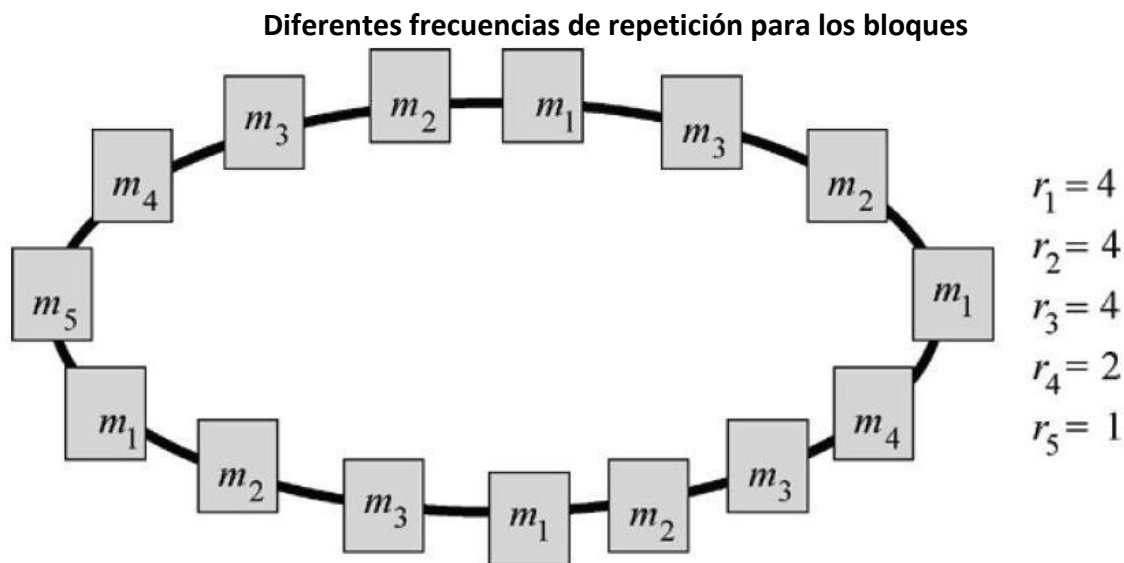 Diferentes frecuencias de repetición para los bloques
m₂ m₁
m₃ m₃
m₄ m₂
m₅ m₁
m₁ m₄
m₂ m₃
m₃ m₁ m₂
r₁ = 4
r₂ = 4
r₃ = 4
r₄ = 2
r₅ = 1